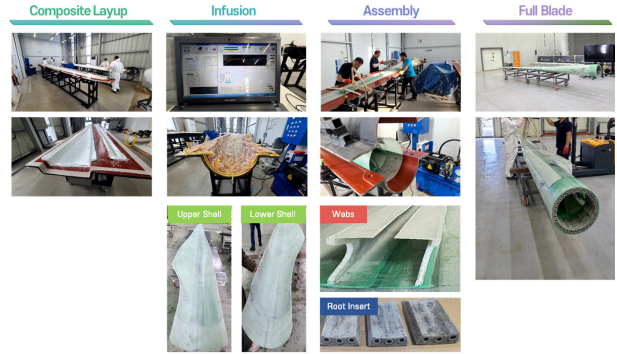 Composite Layup
Infusion
Assembly
Full Blade
Upper Shell
Lower Shell
Webs
Root Insert